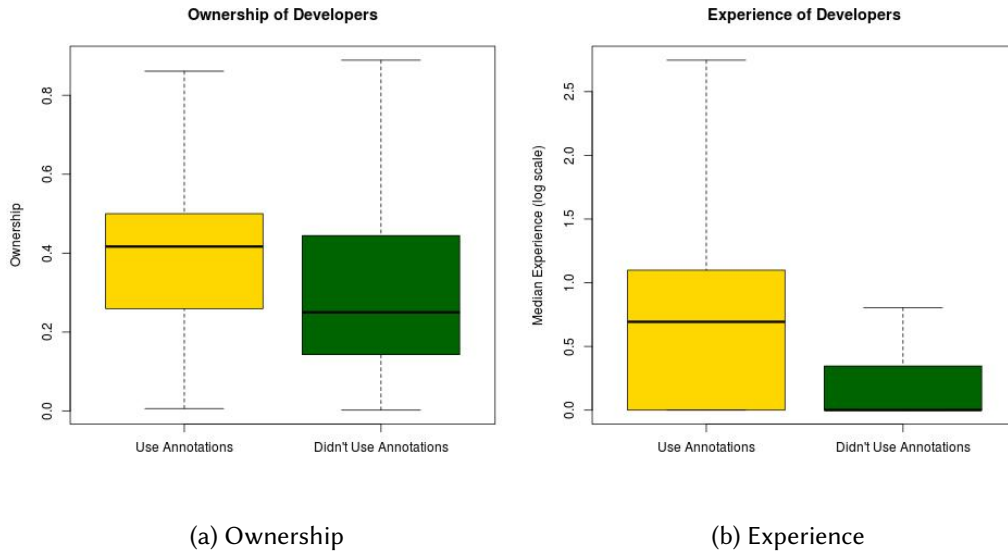 Ownership of Developers
Ownership
0.0
0.2
0.4
0.6
0.8
Use Annotations
Didn't Use Annotations
(a) Ownership
Experience of Developers
Median Experience (log scale)
0.0
0.5
1.0
1.5
2.0
2.5
Use Annotations
Didn't Use Annotations
(b) Experience